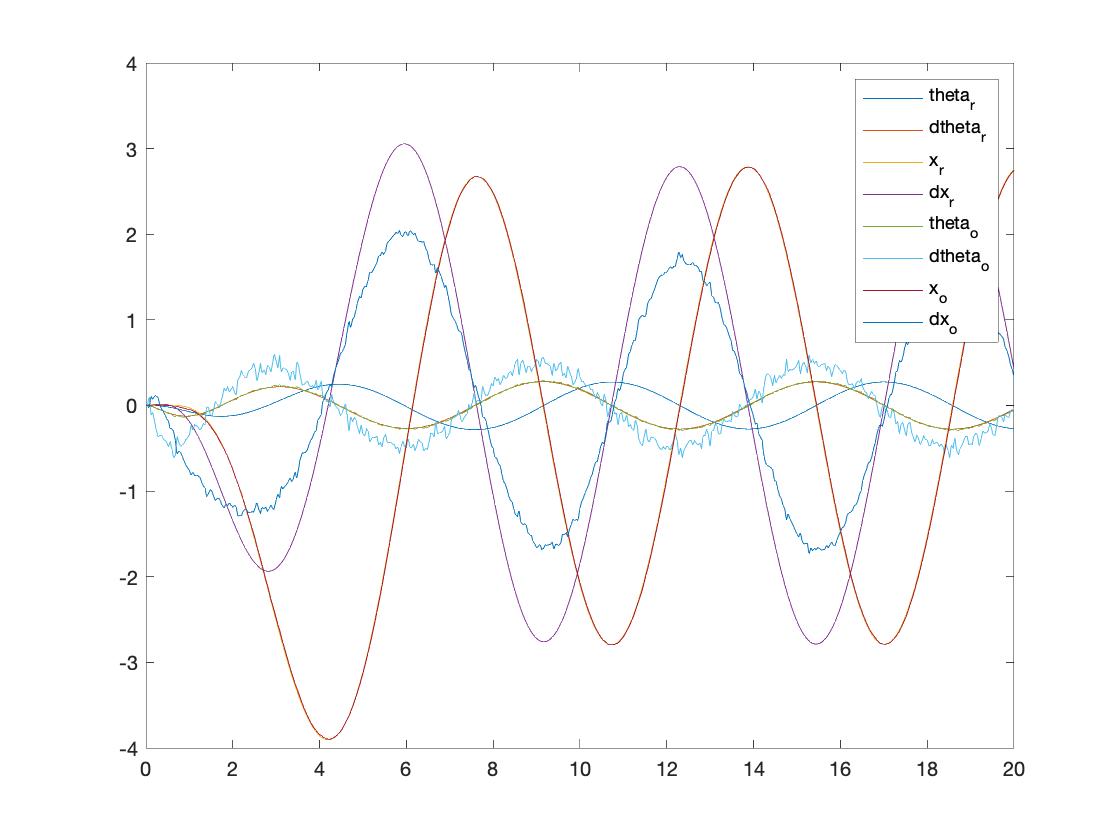 4
3
2
1
0
-1
-2
-3
-4
0 2 4 6 8 10 12 14 16 18 20
theta_r
dtheta_r
x_r
dx_r
theta_o
dtheta_o
x_o
dx_o